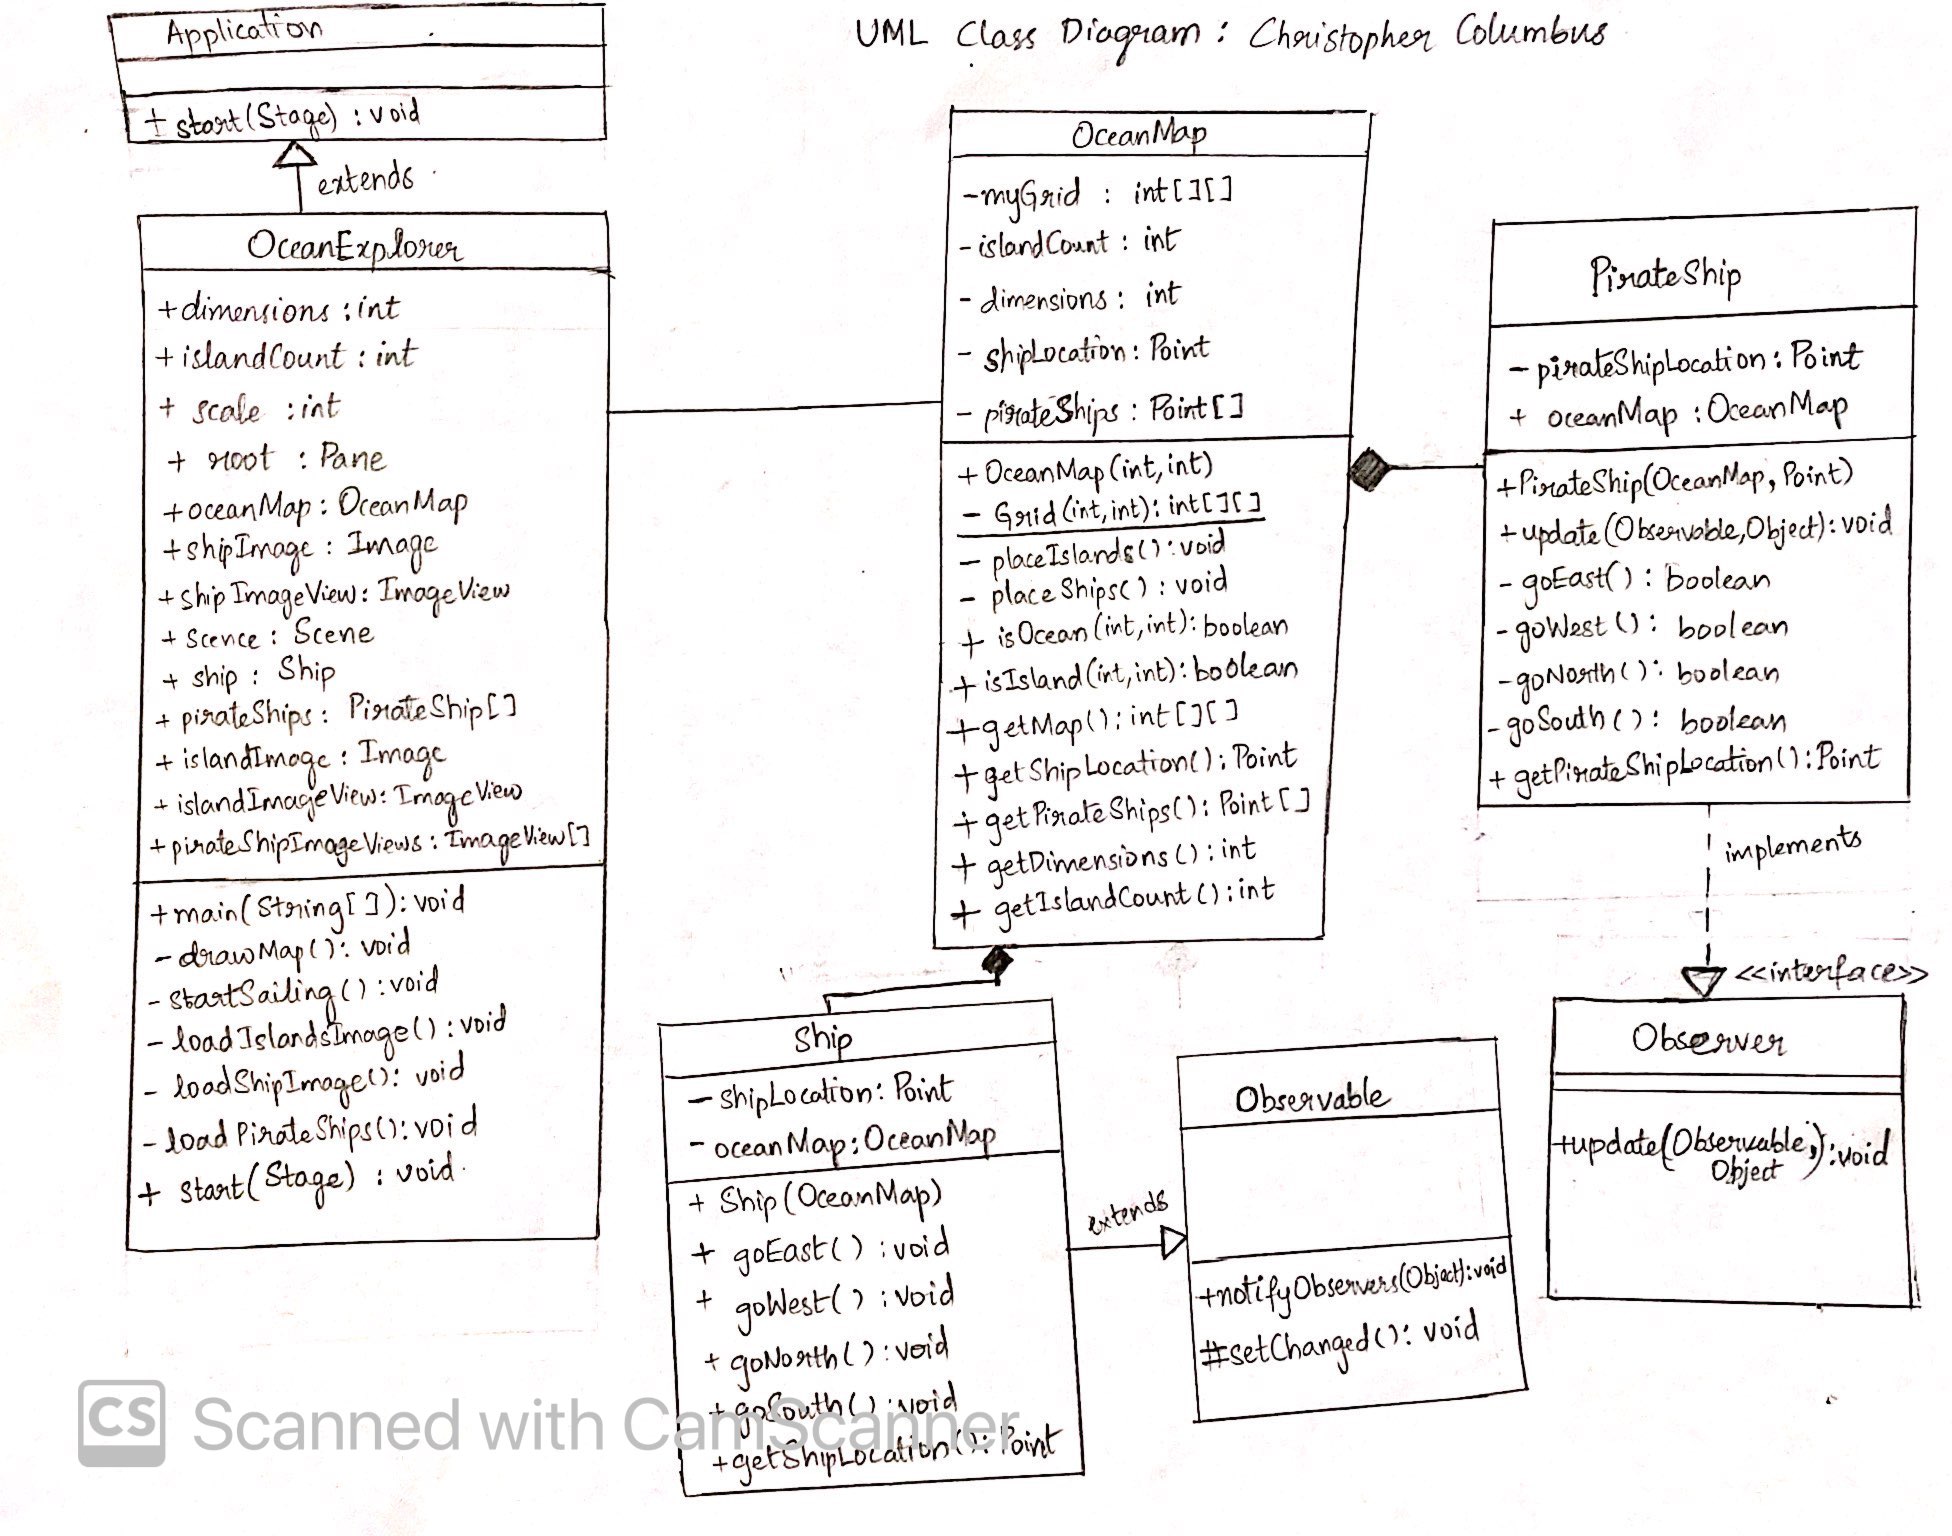 UML Class Diagram : Christopher Columbus
Application
+ start(Stage) : void
extends
OceanExplorer
+dimensions : int
+ islandCount : int
+ scale : int
+ root : Pane
+oceanMap : OceanMap
+shipImage : Image
+shipImageView : ImageView
+ Scence : Scene
+ ship : Ship
+ pirateShips : PirateShip[]
+ islandImage : Image
+ islandImageView : ImageView
+pirateShipImageViews : ImageView[]
+main(String[]) : void
- drawMap() : void
- startSailing() : void
- loadIslandsImage() : void
- loadShipImage() : void
- loadPirateShips() : void
+ start(Stage) : void
OceanMap
-myGrid : int[][]
- islandCount : int
- dimensions : int
- shipLocation : Point
- pirateShips : Point[]
+ OceanMap(int,int)
- Grid(int,int) : int[][]
- placeIslands() : void
- placeShips() : void
+ isOcean(int,int) : boolean
+ isIsland(int,int) : boolean
+getMap() : int[][]
+getShipLocation() : Point
+ getPirateShips() : Point[]
+ getDimensions() : int
+ getIslandCount() : int
PirateShip
- pirateShipLocation : Point
+ oceanMap : OceanMap
+PirateShip(OceanMap, Point)
+update(Observable,Object) : void
- goEast() : boolean
- goWest() : boolean
-goNorth() : boolean
-goSouth() : boolean
+ getPirateShipLocation() : Point
implements
<<interface>>
Observer
+update(Observable, Object) : void
Ship
- shipLocation : Point
- oceanMap : OceanMap
+ Ship(OceanMap)
+ goEast() : void
+ goWest() : void
+ goNorth() : void
+ goSouth() : void
+getShipLocation() : Point
extends
Observable
+notifyObservers(Object) : void
#setChanged() : void
CS Scanned with CamScanner